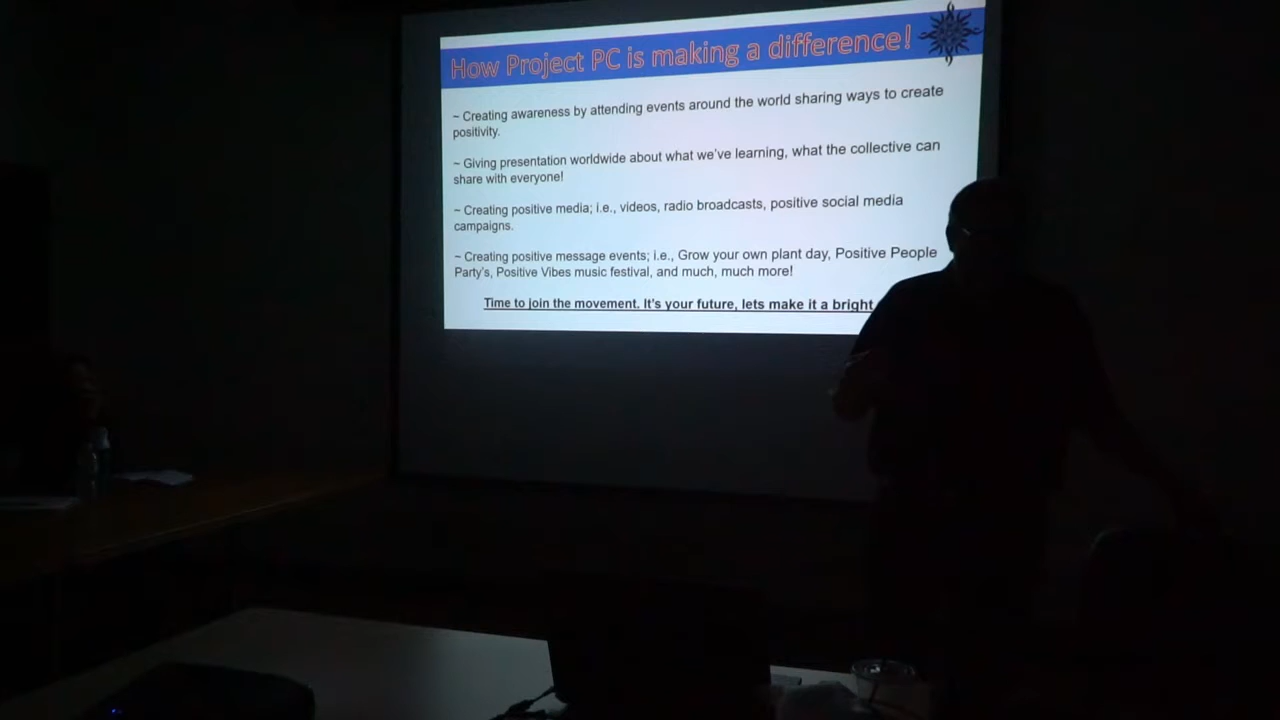 How Project PC is making a difference!
~ Creating awareness by attending events around the world sharing ways to create
positivity.
~ Giving presentation worldwide about what we've learning, what the collective can
share with everyone!
~ Creating positive media; i.e., videos, radio broadcasts, positive social media
campaigns.
~ Creating positive message events; i.e., Grow your own plant day, Positive People
Party's, Positive Vibes music festival, and much, much more!
Time to join the movement. It's your future, lets make it a bright